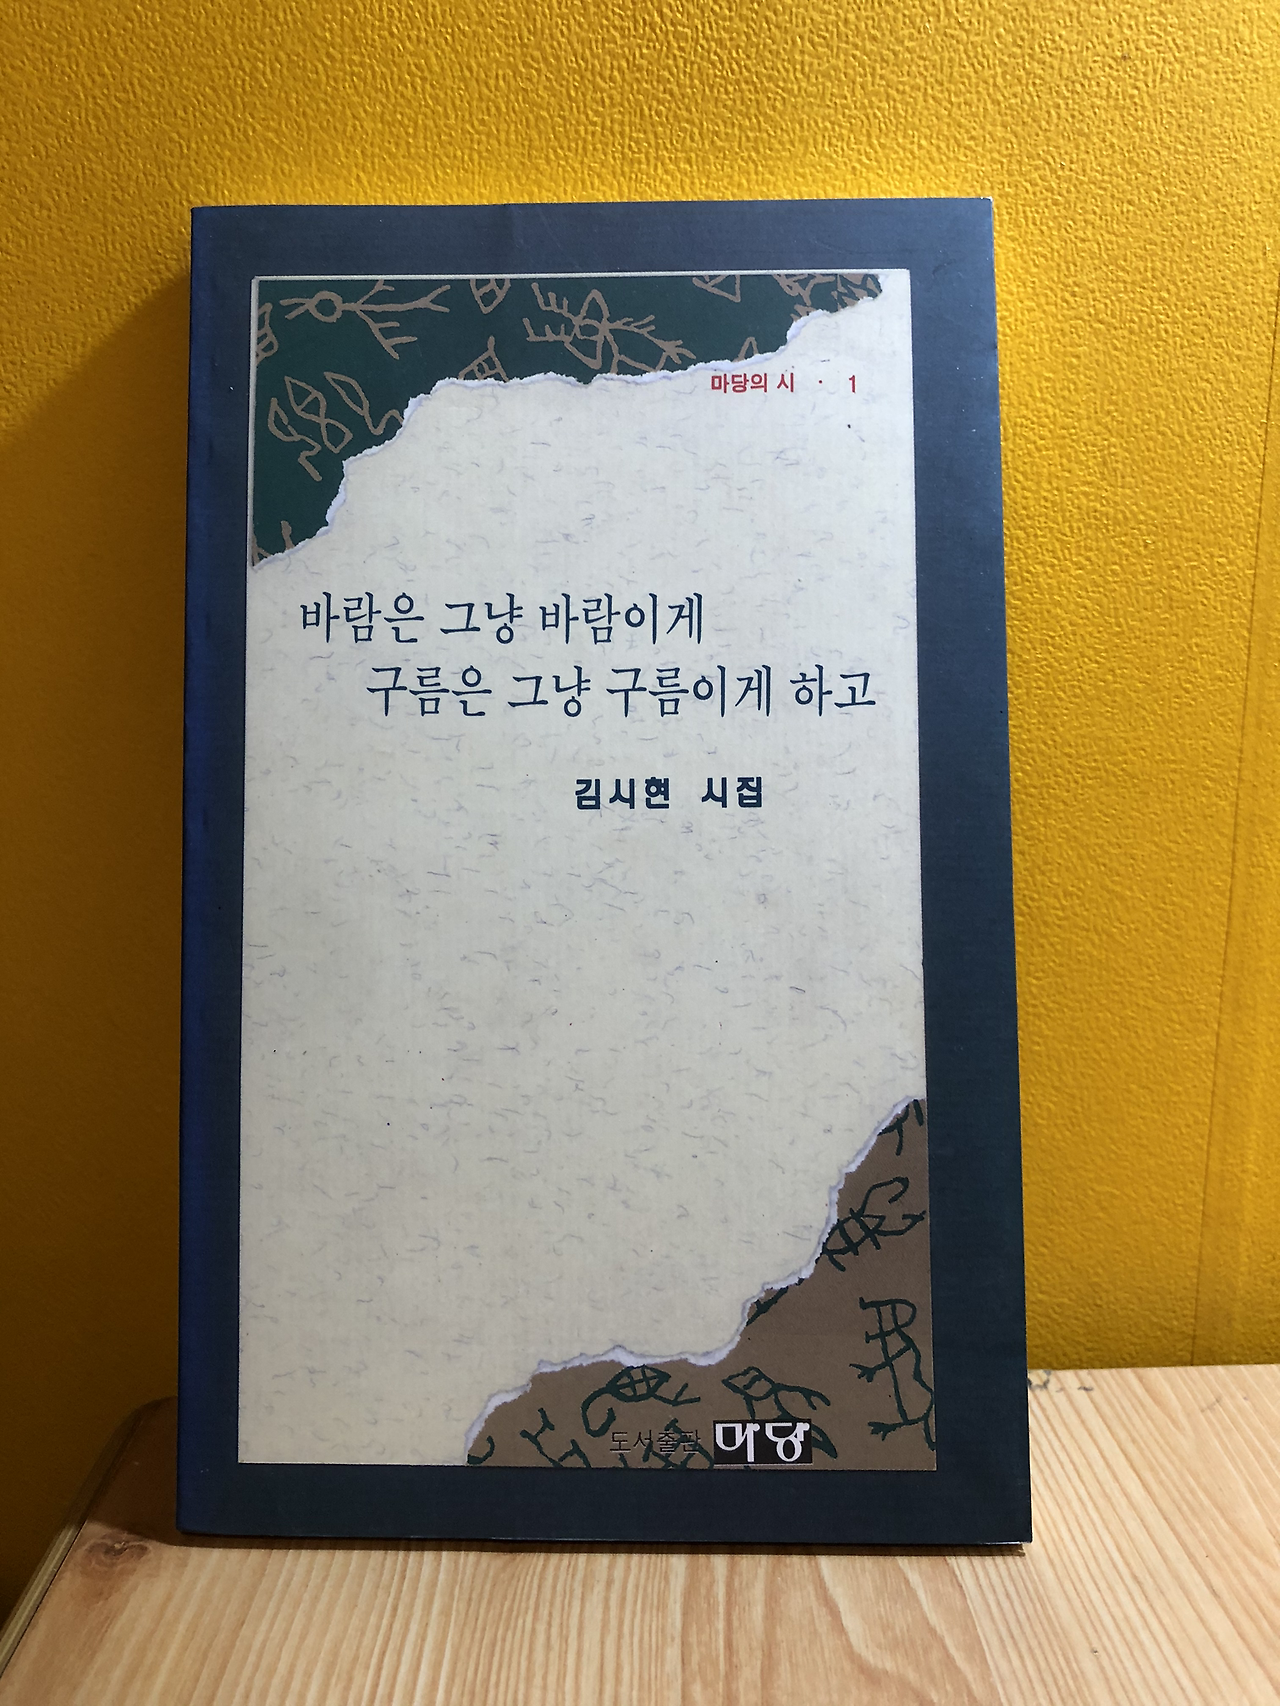 마당의 시 · 1
바람은 그냥 바람이게
구름은 그냥 구름이게 하고
김시현 시집
도서출판 마당